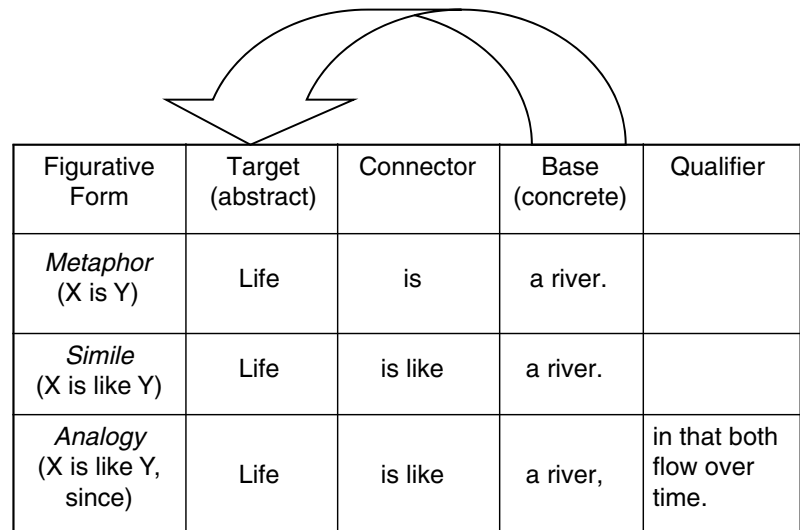 Figurative
Form
Target
(abstract)
Connector
Base
(concrete)
Qualifier
Metaphor
(X is Y)
Life
is
a river.
Simile
(X is like Y)
Life
is like
a river.
Analogy
(X is like Y,
since)
Life
is like
a river,
in that both
flow over
time.